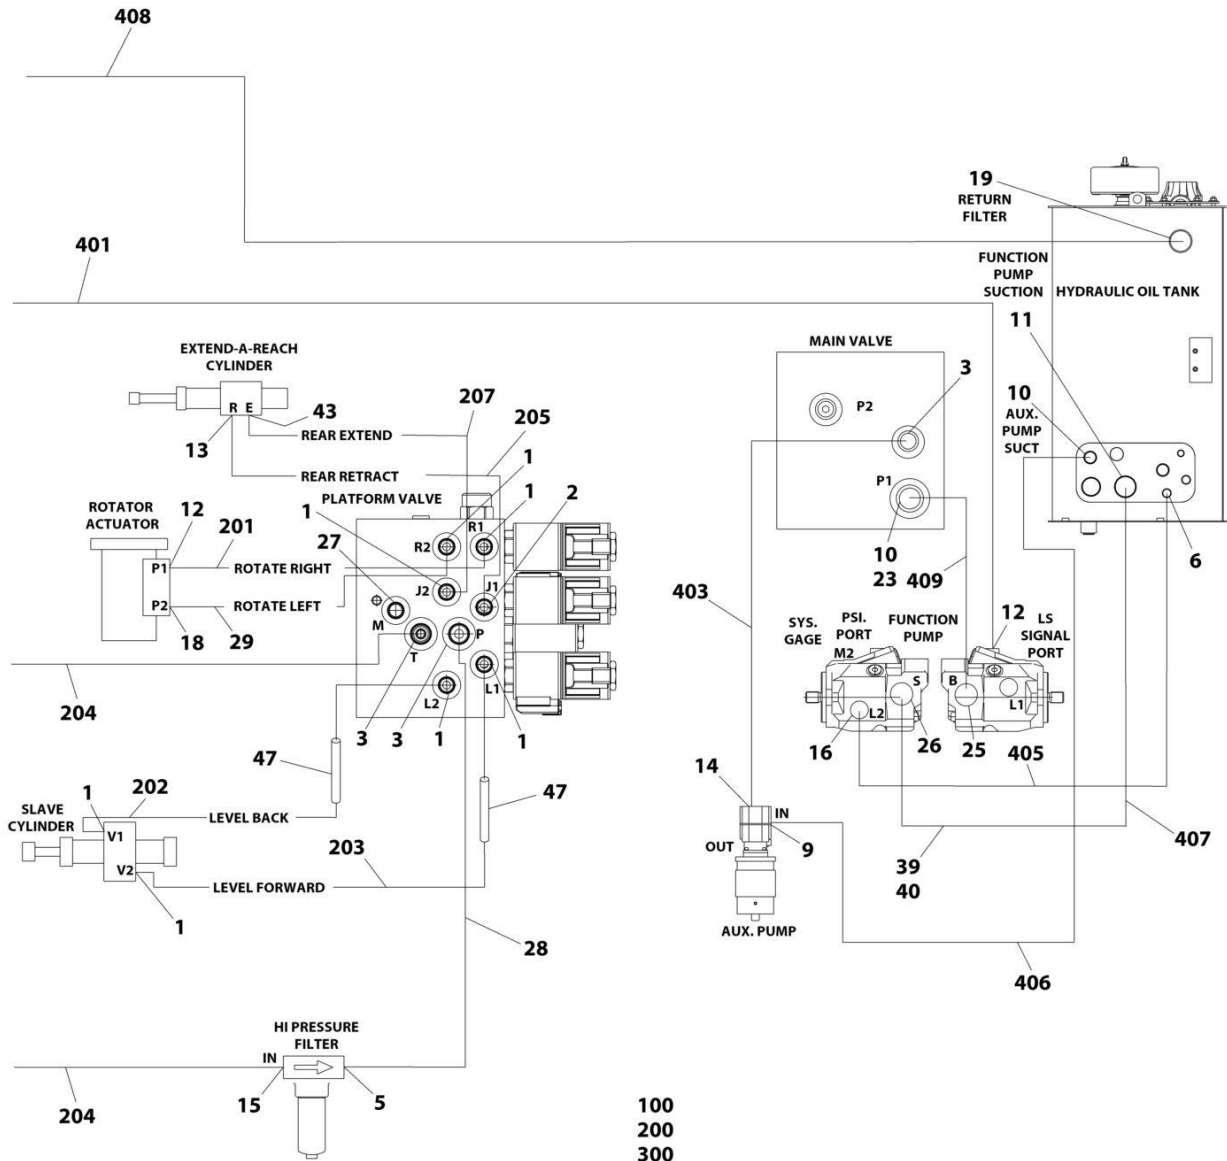 408
19
RETURN
FILTER
401
FUNCTION
PUMP
SUCTION
HYDRAULIC OIL TANK
11
EXTEND-A-REACH
CYLINDER
MAIN VALVE
3
R E
43
207
P2
10
AUX.
PUMP
SUCT
13
REAR EXTEND
205
REAR RETRACT
1
P1
PLATFORM VALVE
1
2
ROTATOR
ACTUATOR
12
201
1
27
R1
R2
10
23
409
6
P1
ROTATE RIGHT
J2
J1
403
P2
ROTATE LEFT
M
SYS.
GAGE
PSI.
PORT
M2
FUNCTION
PUMP
12
LS
SIGNAL
PORT
18
29
T
P
S
B
L1
204
L2
L1
L2
3
3
1
1
16
26
25
405
47
14
47
1
202
SLAVE
CYLINDER
V1
LEVEL BACK
IN
OUT
9
407
203
V2
LEVEL FORWARD
39
40
1
AUX. PUMP
28
406
HI PRESSURE
FILTER
IN
204
15
5
100
200
300